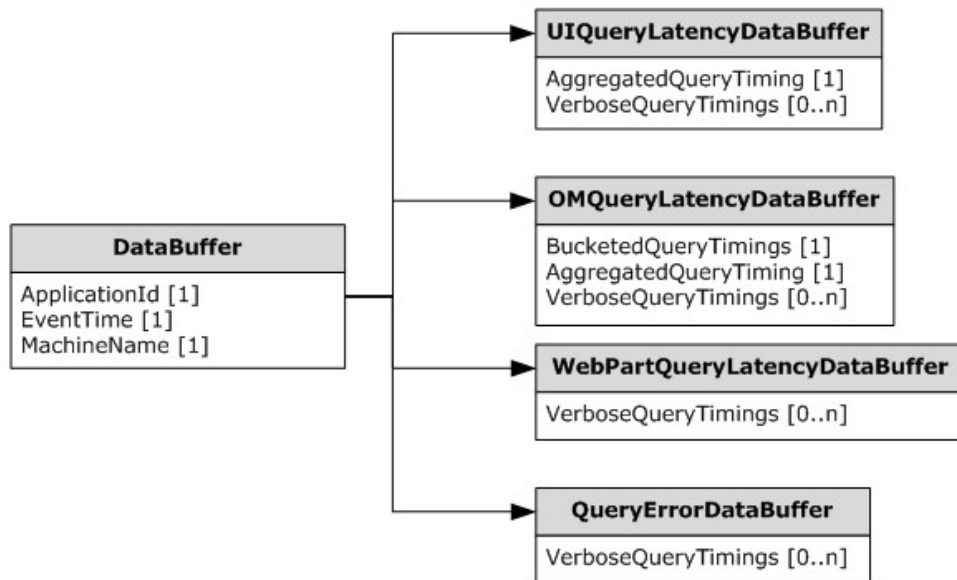 UIQueryLatencyDataBuffer
AggregatedQueryTiming [1]
VerboseQueryTimings [0..n]
OMQueryLatencyDataBuffer
BucketedQueryTimings [1]
AggregatedQueryTiming [1]
VerboseQueryTimings [0..n]
DataBuffer
ApplicationId [1]
EventTime [1]
MachineName [1]
WebPartQueryLatencyDataBuffer
VerboseQueryTimings [0..n]
QueryErrorDataBuffer
VerboseQueryTimings [0..n]